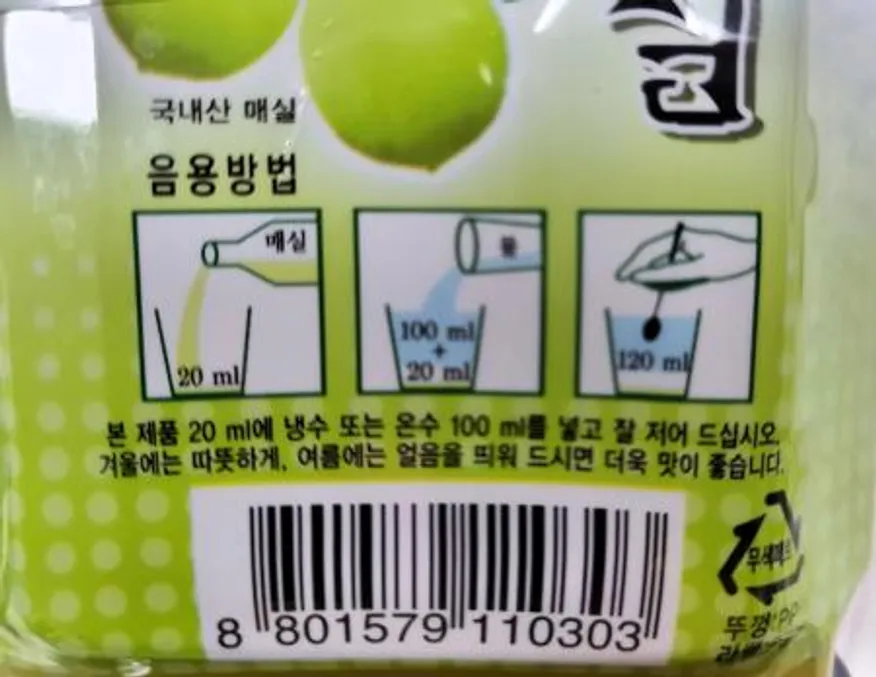 국내산 매실
음용방법
매실
20 ml
물
100 ml
+
20 ml
120 ml
본 제품 20 ml에 냉수 또는 온수 100 ml를 넣고 잘 저어 드십시오.
겨울에는 따뜻하게, 여름에는 얼음을 띄워 드시면 더욱 맛이 좋습니다.
8 801579 110303
무색페트
뚜껑:PP